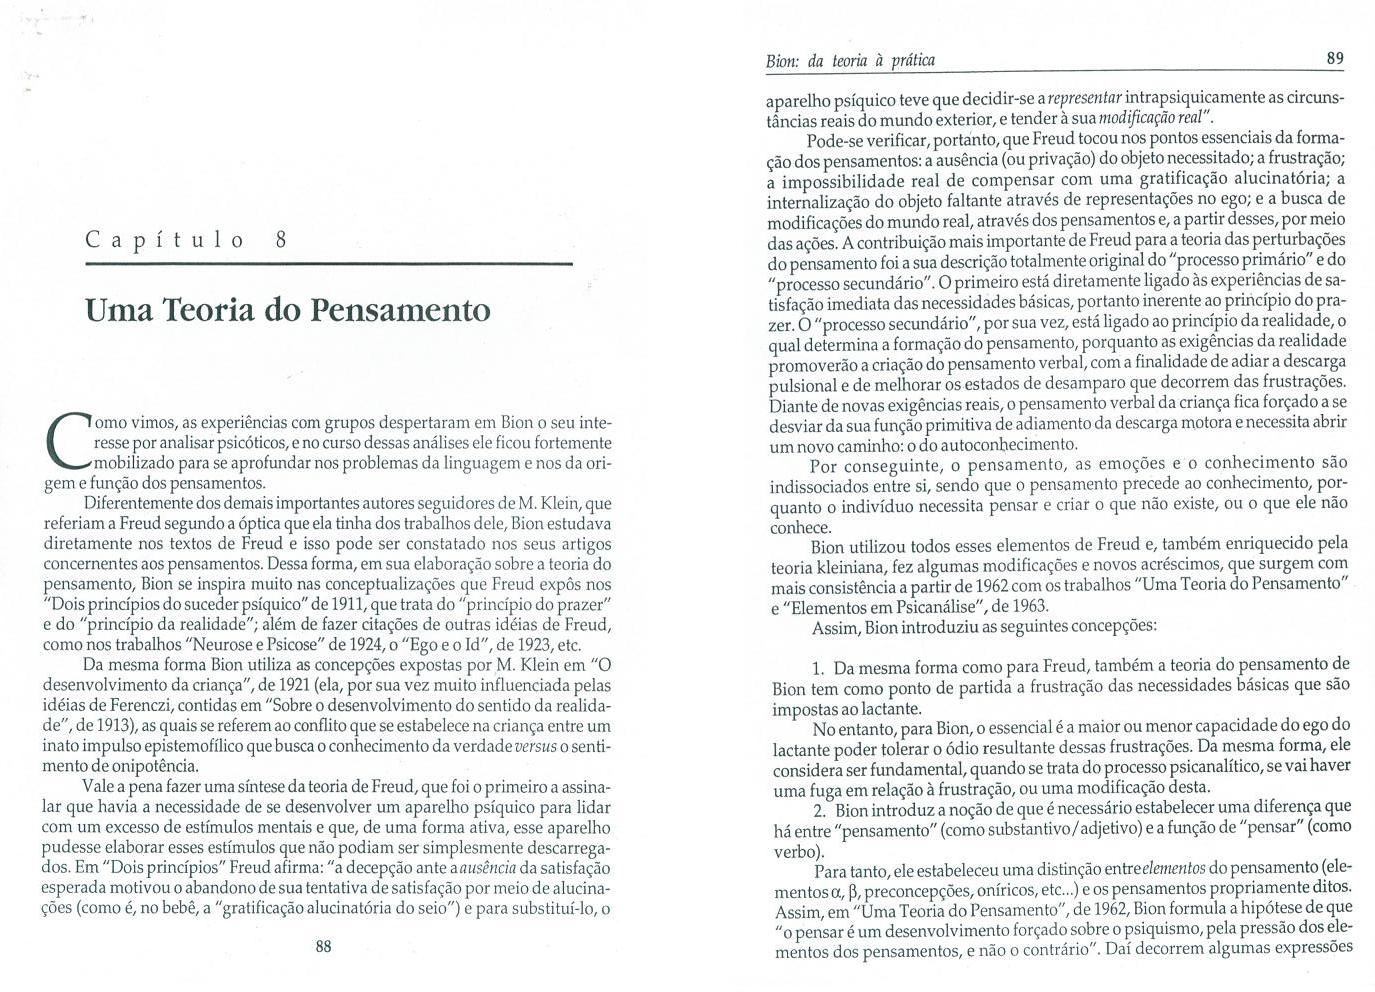 Capítulo 8
Uma Teoria do Pensamento
Como vimos, as experiências com grupos despertaram em Bion o seu inte-
resse por analisar psicóticos, e no curso dessas análises ele ficou fortemente
mobilizado para se aprofundar nos problemas da linguagem e nos da ori-
gem e função dos pensamentos.
Diferentemente dos demais importantes autores seguidores de M. Klein, que
referiam a Freud segundo a óptica que ela tinha dos trabalhos dele, Bion estudava
diretamente nos textos de Freud e isso pode ser constatado nos seus artigos
concernentes aos pensamentos. Dessa forma, em sua elaboração sobre a teoria do
pensamento, Bion se inspira muito nas conceptualizações que Freud expôs nos
"Dois princípios do suceder psíquico" de 1911, que trata do "princípio do prazer"
e do "princípio da realidade"; além de fazer citações de outras idéias de Freud,
como nos trabalhos "Neurose e Psicose" de 1924, o "Ego e o Id", de 1923, etc.
Da mesma forma Bion utiliza as concepções expostas por M. Klein em "O
desenvolvimento da criança", de 1921 (ela, por sua vez muito influenciada pelas
idéias de Ferenczi, contidas em "Sobre o desenvolvimento do sentido da realida-
de", de 1913), as quais se referem ao conflito que se estabelece na criança entre um
inato impulso epistemofílico que busca o conhecimento da verdade versus o senti-
mento de onipotência.
Vale a pena fazer uma síntese da teoria de Freud, que foi o primeiro a assina-
lar que havia a necessidade de se desenvolver um aparelho psíquico para lidar
com um excesso de estímulos mentais e que, de uma forma ativa, esse aparelho
pudesse elaborar esses estímulos que não podiam ser simplesmente descarrega-
dos. Em "Dois princípios" Freud afirma: "a decepção ante a ausência da satisfação
esperada motivou o abandono de sua tentativa de satisfação por meio de alucina-
ções (como é, no bebê, a "gratificação alucinatória do seio") e para substituí-lo, o
88
Bion: da teoria à prática 89
aparelho psíquico teve que decidir-se a representar intrapsiquicamente as circuns-
tâncias reais do mundo exterior, e tender à sua modificação real".
Pode-se verificar, portanto, que Freud tocou nos pontos essenciais da forma-
ção dos pensamentos: a ausência (ou privação) do objeto necessitado; a frustração;
a impossibilidade real de compensar com uma gratificação alucinatória; a
internalização do objeto faltante através de representações no ego; e a busca de
modificações do mundo real, através dos pensamentos e, a partir desses, por meio
das ações. A contribuição mais importante de Freud para a teoria das perturbações
do pensamento foi a sua descrição totalmente original do "processo primário" e do
"processo secundário". O primeiro está diretamente ligado às experiências de sa-
tisfação imediata das necessidades básicas, portanto inerente ao princípio do pra-
zer. O "processo secundário", por sua vez, está ligado ao princípio da realidade, o
qual determina a formação do pensamento, porquanto as exigências da realidade
promoverão a criação do pensamento verbal, com a finalidade de adiar a descarga
pulsional e de melhorar os estados de desamparo que decorrem das frustrações.
Diante de novas exigências reais, o pensamento verbal da criança fica forçado a se
desviar da sua função primitiva de adiamento da descarga motora e necessita abrir
um novo caminho: o do autoconhecimento.
Por conseguinte, o pensamento, as emoções e o conhecimento são
indissociados entre si, sendo que o pensamento precede ao conhecimento, por-
quanto o indivíduo necessita pensar e criar o que não existe, ou o que ele não
conhece.
Bion utilizou todos esses elementos de Freud e, também enriquecido pela
teoria kleiniana, fez algumas modificações e novos acréscimos, que surgem com
mais consistência a partir de 1962 com os trabalhos "Uma Teoria do Pensamento"
e "Elementos em Psicanálise", de 1963.
Assim, Bion introduziu as seguintes concepções:
1. Da mesma forma como para Freud, também a teoria do pensamento de
Bion tem como ponto de partida a frustração das necessidades básicas que são
impostas ao lactante.
No entanto, para Bion, o essencial é a maior ou menor capacidade do ego do
lactante poder tolerar o ódio resultante dessas frustrações. Da mesma forma, ele
considera ser fundamental, quando se trata do processo psicanalítico, se vai haver
uma fuga em relação à frustração, ou uma modificação desta.
2. Bion introduz a noção de que é necessário estabelecer uma diferença que
há entre "pensamento" (como substantivo/adjetivo) e a função de "pensar" (como
verbo).
Para tanto, ele estabeleceu uma distinção entre elementos do pensamento (ele-
mentos α, β, preconcepções, oníricos, etc...) e os pensamentos propriamente ditos.
Assim, em "Uma Teoria do Pensamento", de 1962, Bion formula a hipótese de que
"o pensar é um desenvolvimento forçado sobre o psiquismo, pela pressão dos ele-
mentos dos pensamentos, e não o contrário". Daí decorrem algumas expressões